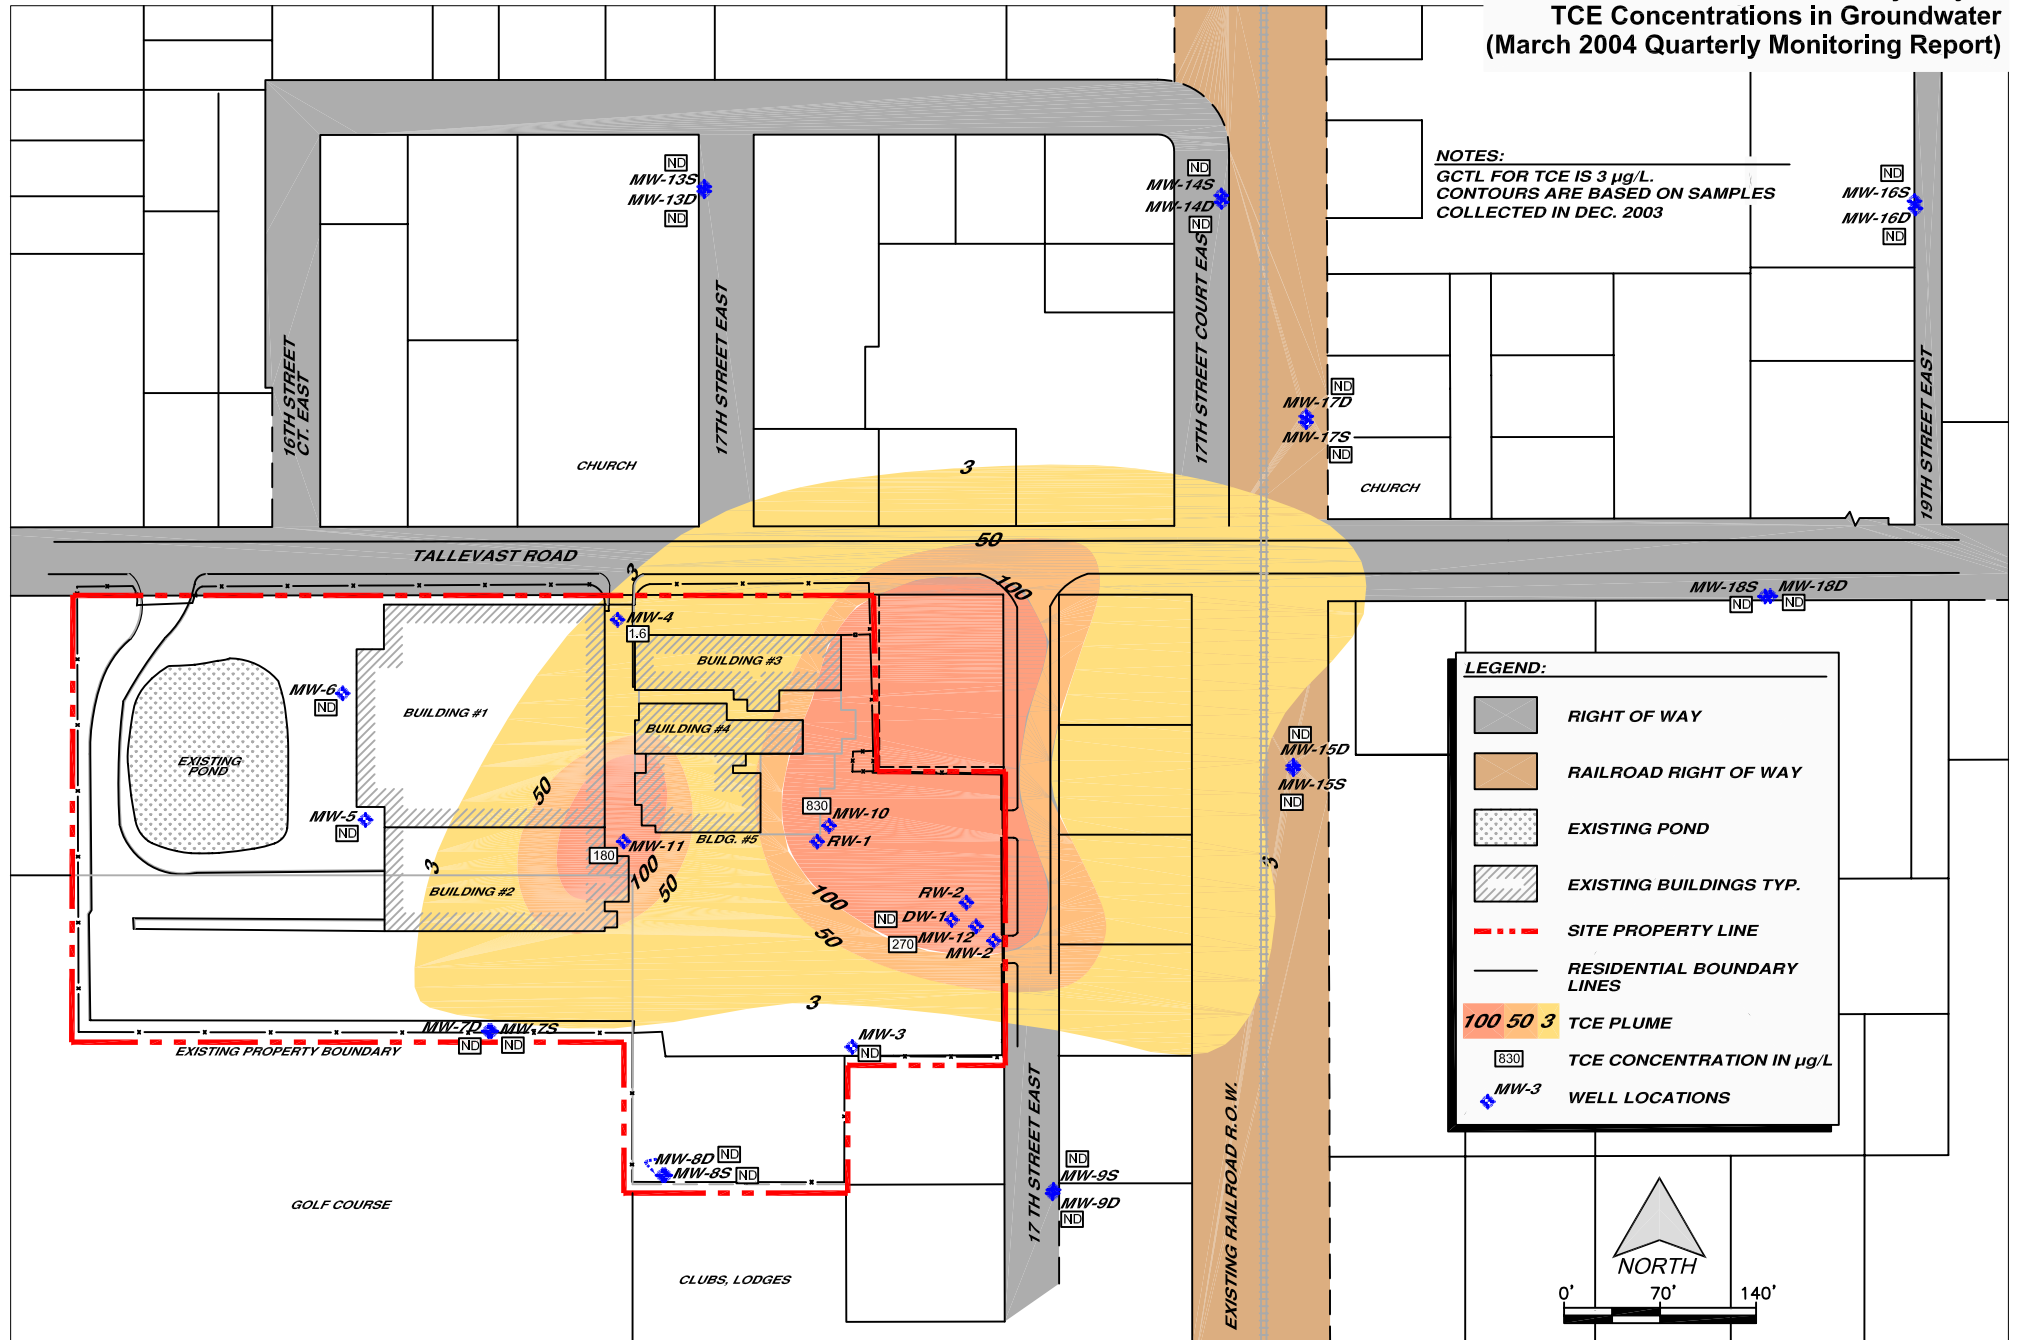 TCE Concentrations in Groundwater
(March 2004 Quarterly Monitoring Report)
NOTES:
GCTL FOR TCE IS 3 µg/L.
CONTOURS ARE BASED ON SAMPLES
COLLECTED IN DEC. 2003
ND
MW-13S
MW-13D
ND
ND
MW-14S
MW-14D
ND
ND
MW-16S
MW-16D
ND
16TH STREET
CT. EAST
17TH STREET EAST
17TH STREET COURT EAST
19TH STREET EAST
ND
MW-17D
MW-17S
ND
CHURCH
CHURCH
3
50
100
TALLEVAST ROAD
3
MW-4
1.6
MW-18S
MW-18D
ND
ND
BUILDING #3
BUILDING #4
BUILDING #1
MW-6
ND
EXISTING
POND
MW-5
ND
50
3
BUILDING #2
MW-11
180
100
50
BLDG. #5
830
MW-10
RW-1
100
50
RW-2
ND
DW-1
270
MW-12
MW-2
3
ND
MW-15D
MW-15S
ND
3
MW-7D
MW-7S
ND
ND
EXISTING PROPERTY BOUNDARY
MW-3
ND
MW-8D
ND
MW-8S
ND
GOLF COURSE
CLUBS, LODGES
17 TH STREET EAST
ND
MW-9S
MW-9D
ND
EXISTING RAILROAD R.O.W.
LEGEND:
RIGHT OF WAY
RAILROAD RIGHT OF WAY
EXISTING POND
EXISTING BUILDINGS TYP.
SITE PROPERTY LINE
RESIDENTIAL BOUNDARY
LINES
100 50 3 TCE PLUME
830 TCE CONCENTRATION IN µg/L
MW-3 WELL LOCATIONS
NORTH
0' 70' 140'